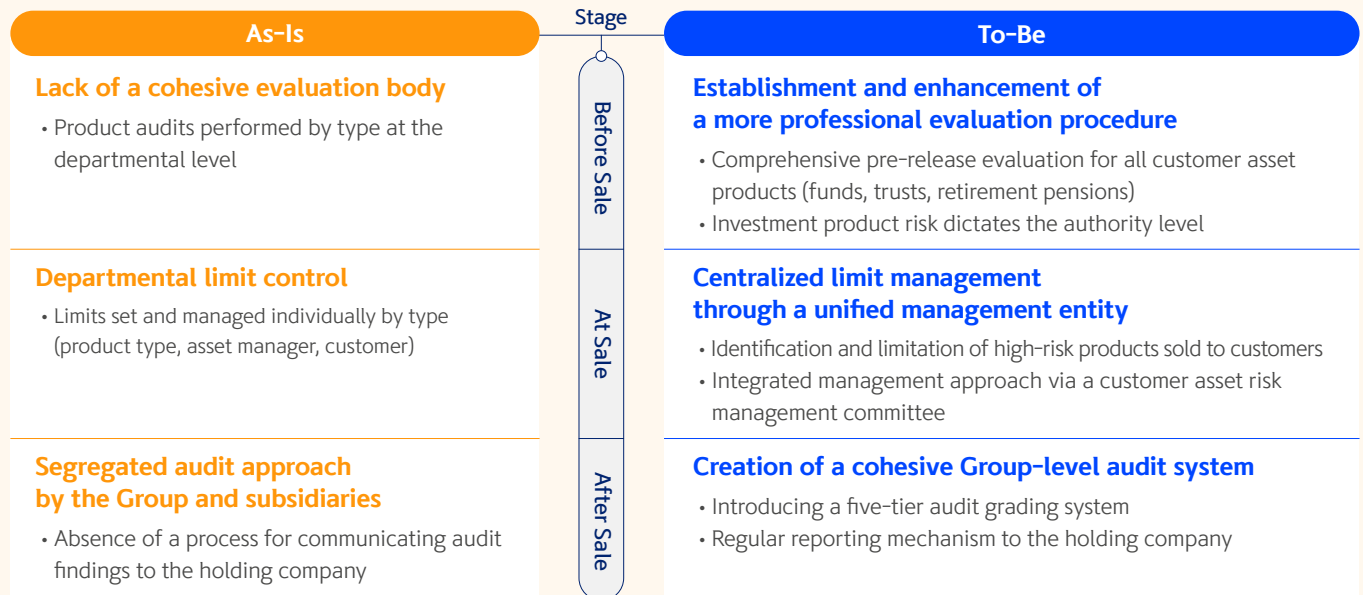 As-Is
Stage
To-Be
Lack of a cohesive evaluation body
• Product audits performed by type at the
departmental level
Before Sale
Establishment and enhancement of
a more professional evaluation procedure
• Comprehensive pre-release evaluation for all customer asset
products (funds, trusts, retirement pensions)
• Investment product risk dictates the authority level
Departmental limit control
• Limits set and managed individually by type
(product type, asset manager, customer)
At Sale
Centralized limit management
through a unified management entity
• Identification and limitation of high-risk products sold to customers
• Integrated management approach via a customer asset risk
management committee
Segregated audit approach
by the Group and subsidiaries
• Absence of a process for communicating audit
findings to the holding company
After Sale
Creation of a cohesive Group-level audit system
• Introducing a five-tier audit grading system
• Regular reporting mechanism to the holding company